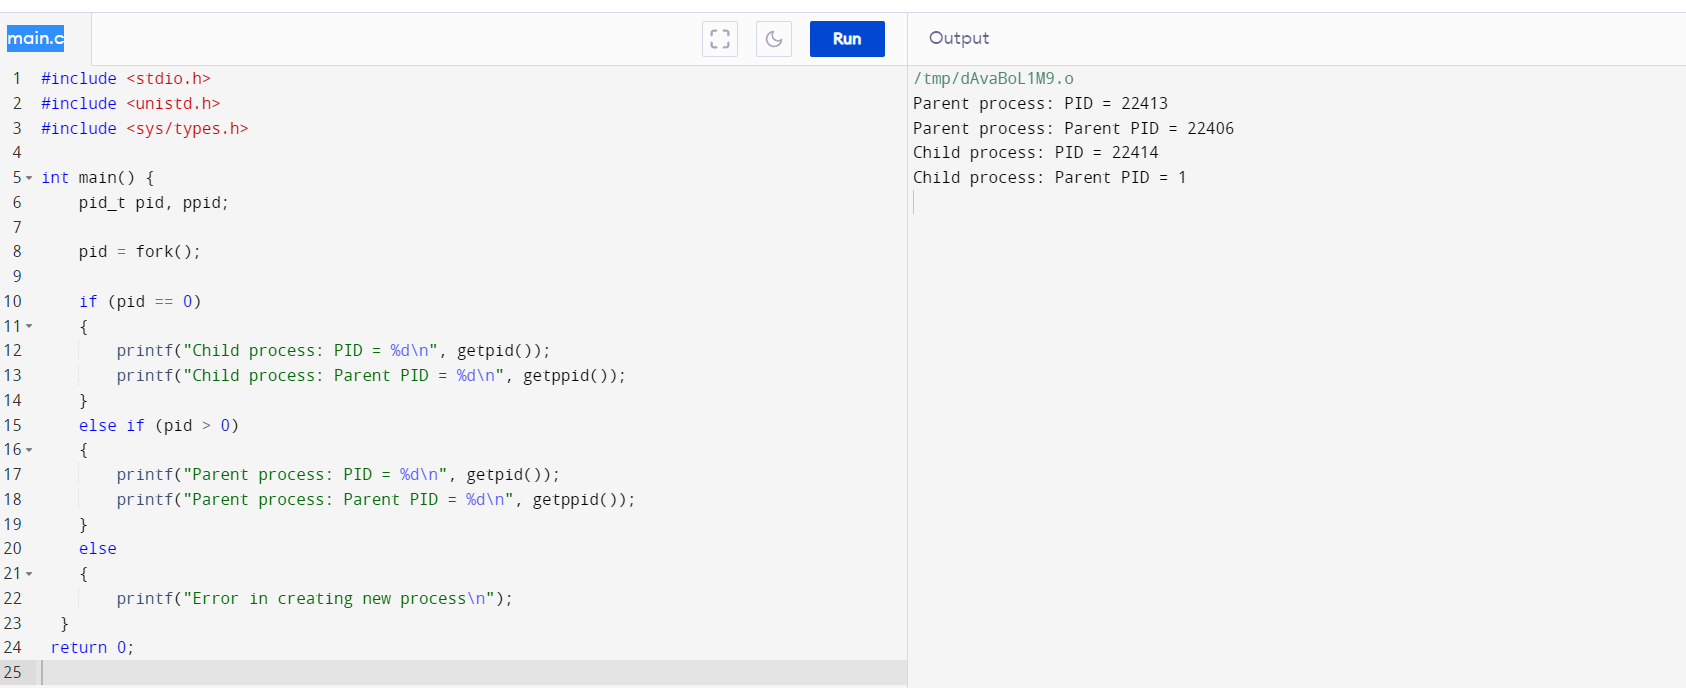 main.c
Run
Output
1 #include <stdio.h>
2 #include <unistd.h>
3 #include <sys/types.h>
4
5 int main() {
6     pid_t pid, ppid;
7
8     pid = fork();
9
10     if (pid == 0)
11     {
12         printf("Child process: PID = %d\n", getpid());
13         printf("Child process: Parent PID = %d\n", getppid());
14     }
15     else if (pid > 0)
16     {
17         printf("Parent process: PID = %d\n", getpid());
18         printf("Parent process: Parent PID = %d\n", getppid());
19     }
20     else
21     {
22         printf("Error in creating new process\n");
23   }
24  return 0;
25
/tmp/dAvaBoL1M9.o
Parent process: PID = 22413
Parent process: Parent PID = 22406
Child process: PID = 22414
Child process: Parent PID = 1